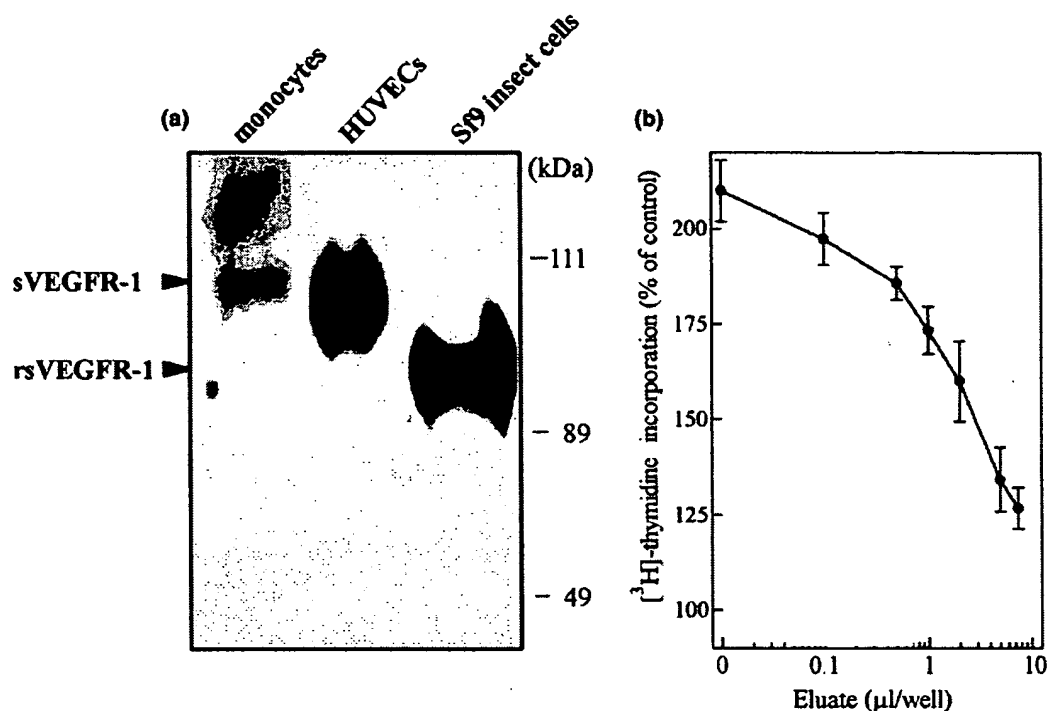 (a)
monocytes
HUVECs
Sf9 insect cells
(kDa)
–111
– 89
– 49
sVEGFR-1
rsVEGFR-1
(b)
[³H]-thymidine incorporation (% of control)
200
175
150
125
100
0 0.1 1 10
Eluate (µl/well)